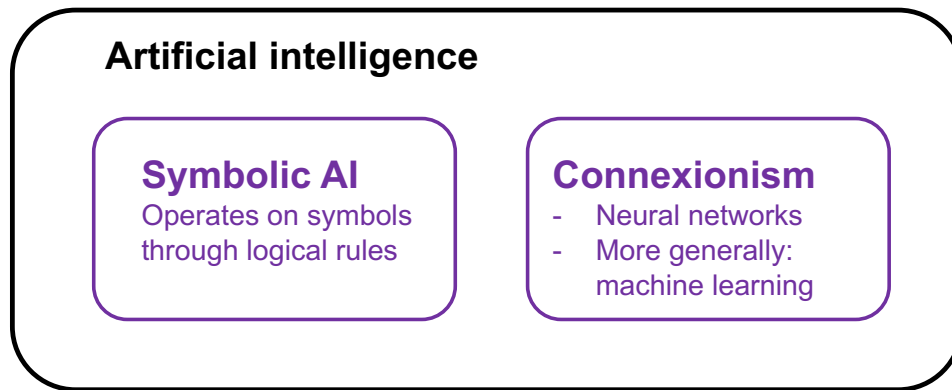 Artificial intelligence
Symbolic AI
Operates on symbols
through logical rules
Connexionism
- Neural networks
- More generally:
machine learning